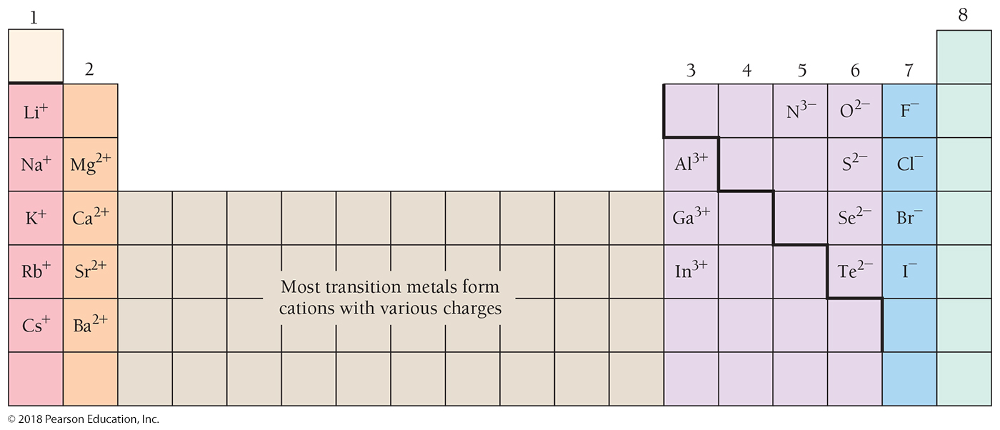 1 8
2 3 4 5 6 7
Li⁺ N³⁻ O²⁻ F⁻
Na⁺ Mg²⁺ Al³⁺ S²⁻ Cl⁻
K⁺ Ca²⁺ Ga³⁺ Se²⁻ Br⁻
Rb⁺ Sr²⁺ In³⁺ Te²⁻ I⁻
Most transition metals form
cations with various charges
Cs⁺ Ba²⁺
© 2018 Pearson Education, Inc.